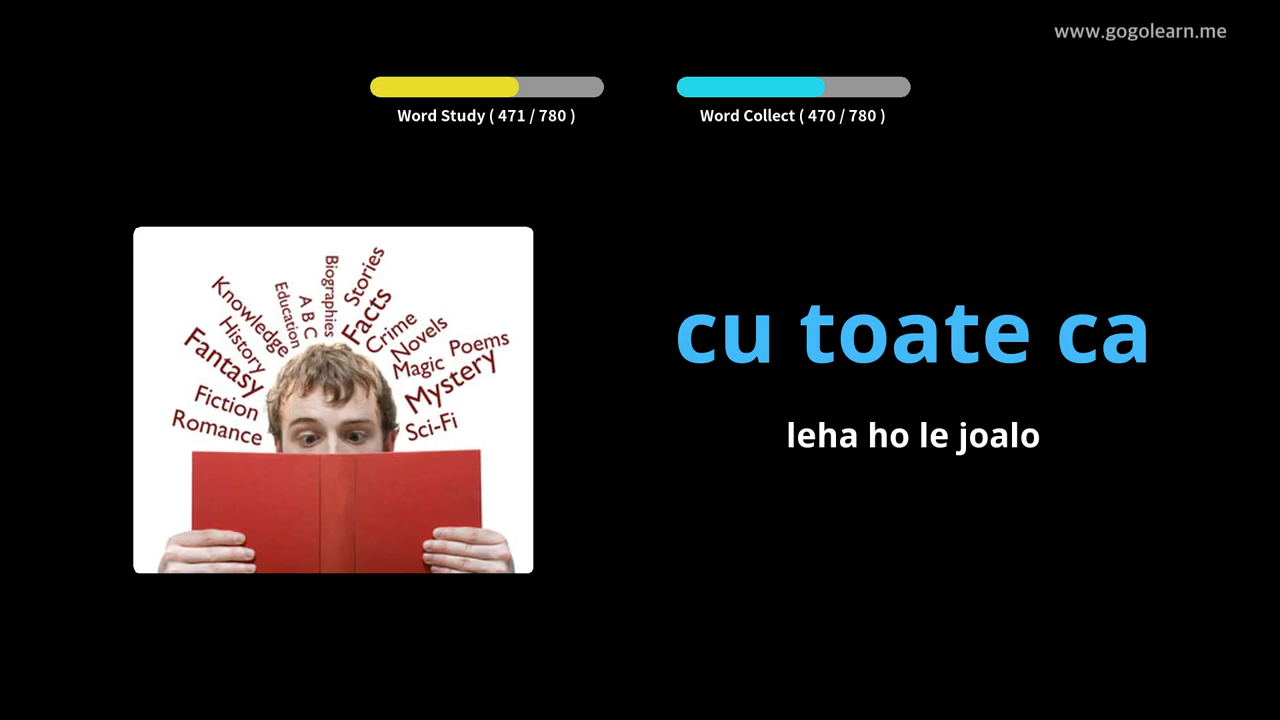 www.gogolearn.me
Word Study ( 471 / 780 )
Word Collect ( 470 / 780 )
Knowledge
Education
A B C
Biographies
Stories
History
Facts
Crime
Novels
Fantasy
Magic
Poems
Fiction
Mystery
Romance
Sci-Fi
cu toate ca
leha ho le joalo